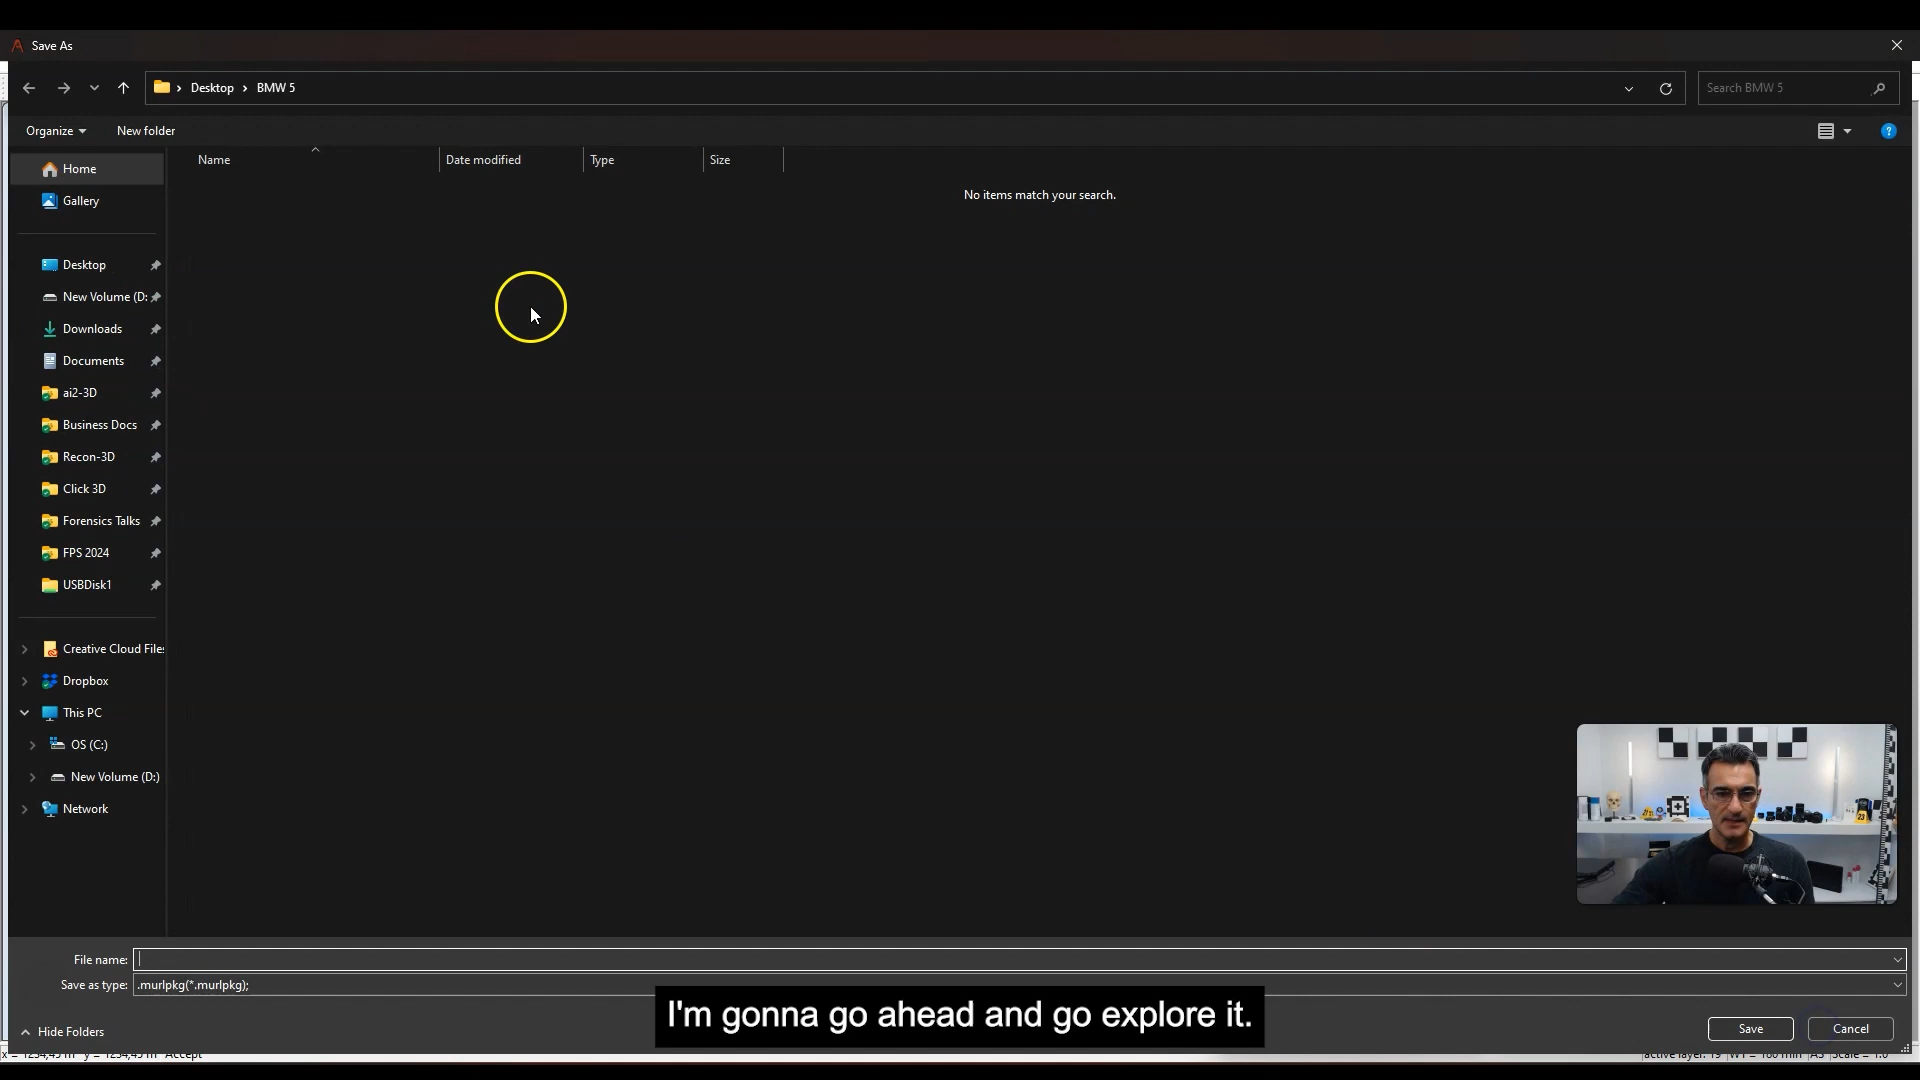 Save As
Desktop > BMW 5
Search BMW 5
Organize
New folder
?
Name
Date modified
Type
Size
Home
No items match your search.
Gallery
Desktop
New Volume (D:
Downloads
Documents
ai2-3D
Business Docs
Recon-3D
Click 3D
Forensics Talks
FPS 2024
USBDisk1
Creative Cloud Files
Dropbox
This PC
OS (C:)
New Volume (D:)
Network
23
File name:
Save as type: .murlpkg(*.murlpkg);
I'm gonna go ahead and go explore it.
Hide Folders
Save
Cancel